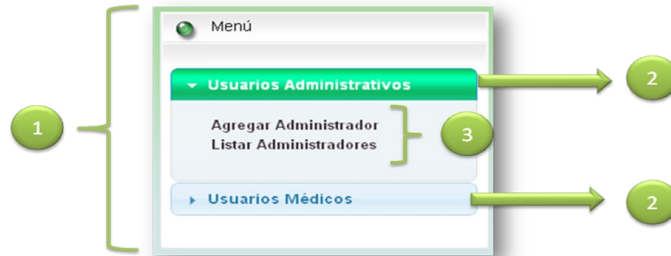 Menú
Usuarios Administrativos
2
1
Agregar Administrador
Listar Administradores
3
Usuarios Médicos
2